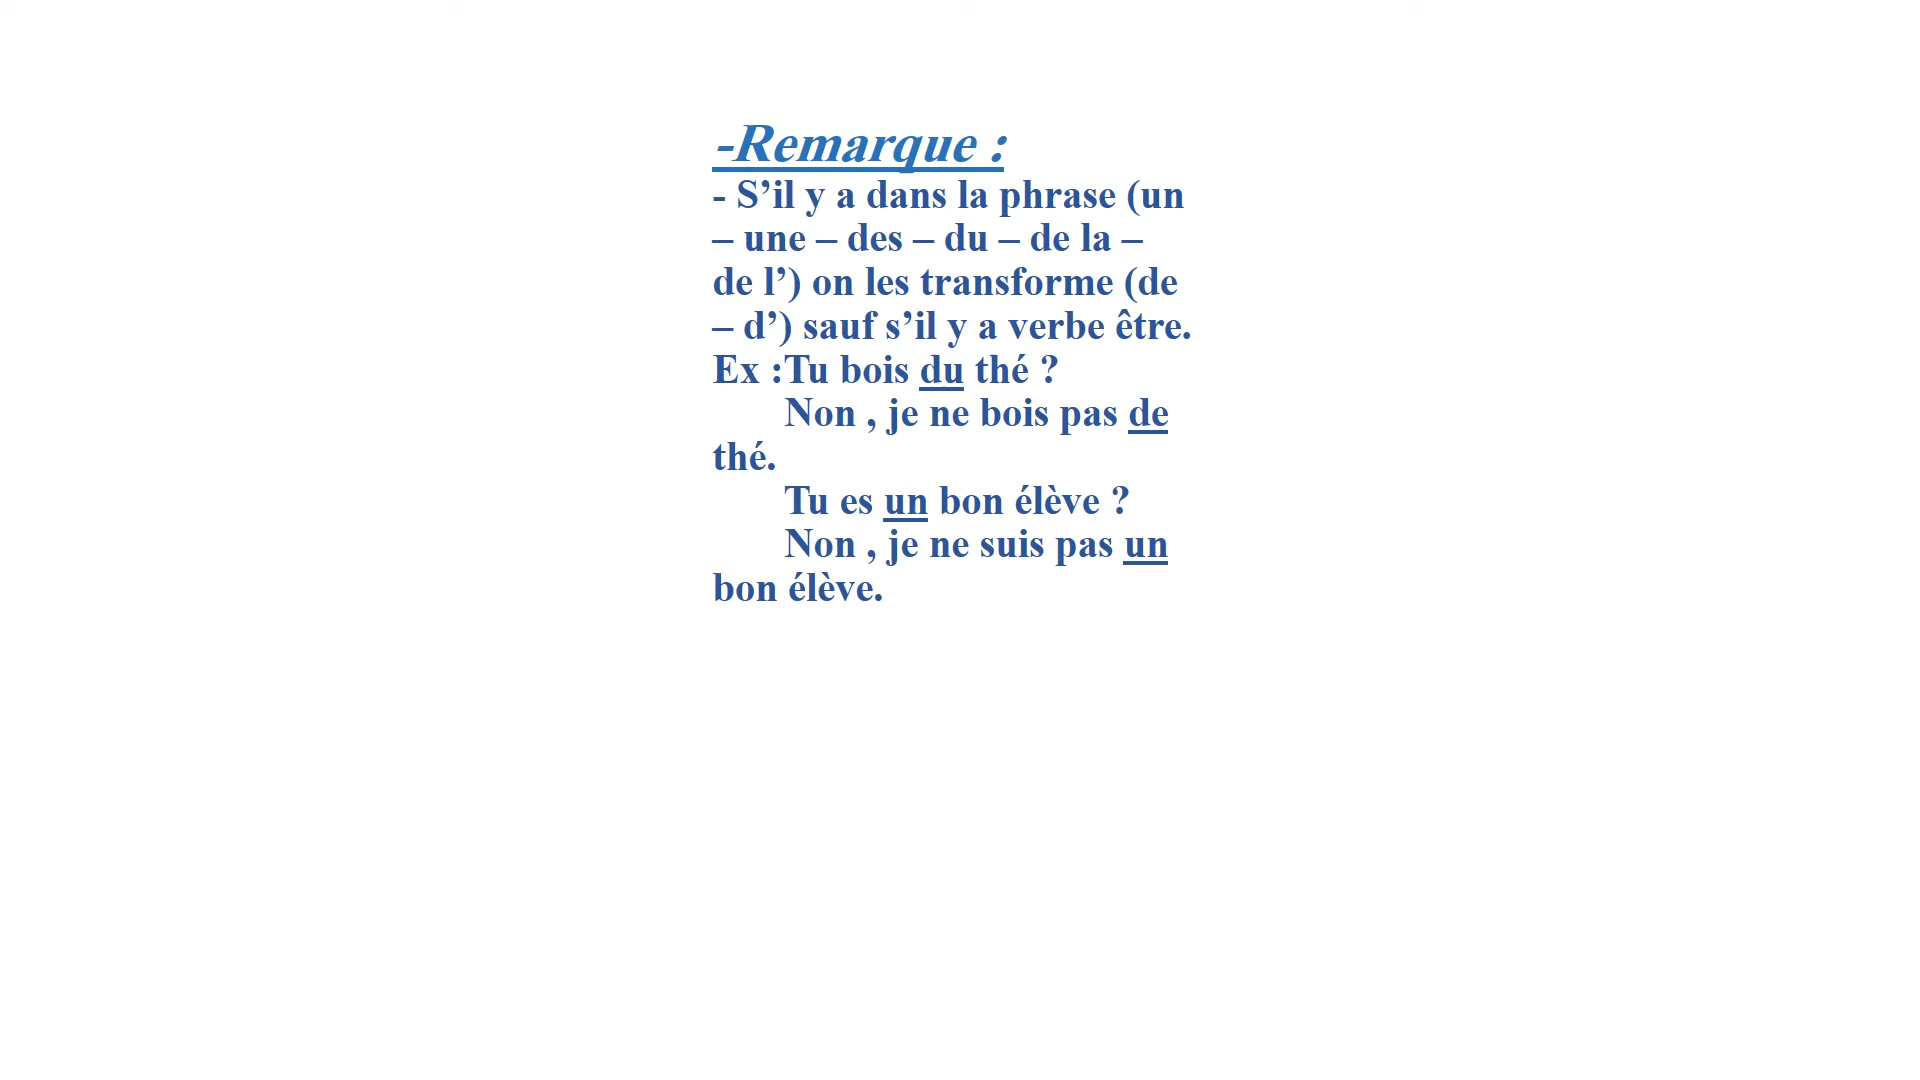 -Remarque :
- S’il y a dans la phrase (un
– une – des – du – de la –
de l’) on les transforme (de
– d’) sauf s’il y a verbe être.
Ex :Tu bois du thé ?
Non , je ne bois pas de
thé.
Tu es un bon élève ?
Non , je ne suis pas un
bon élève.